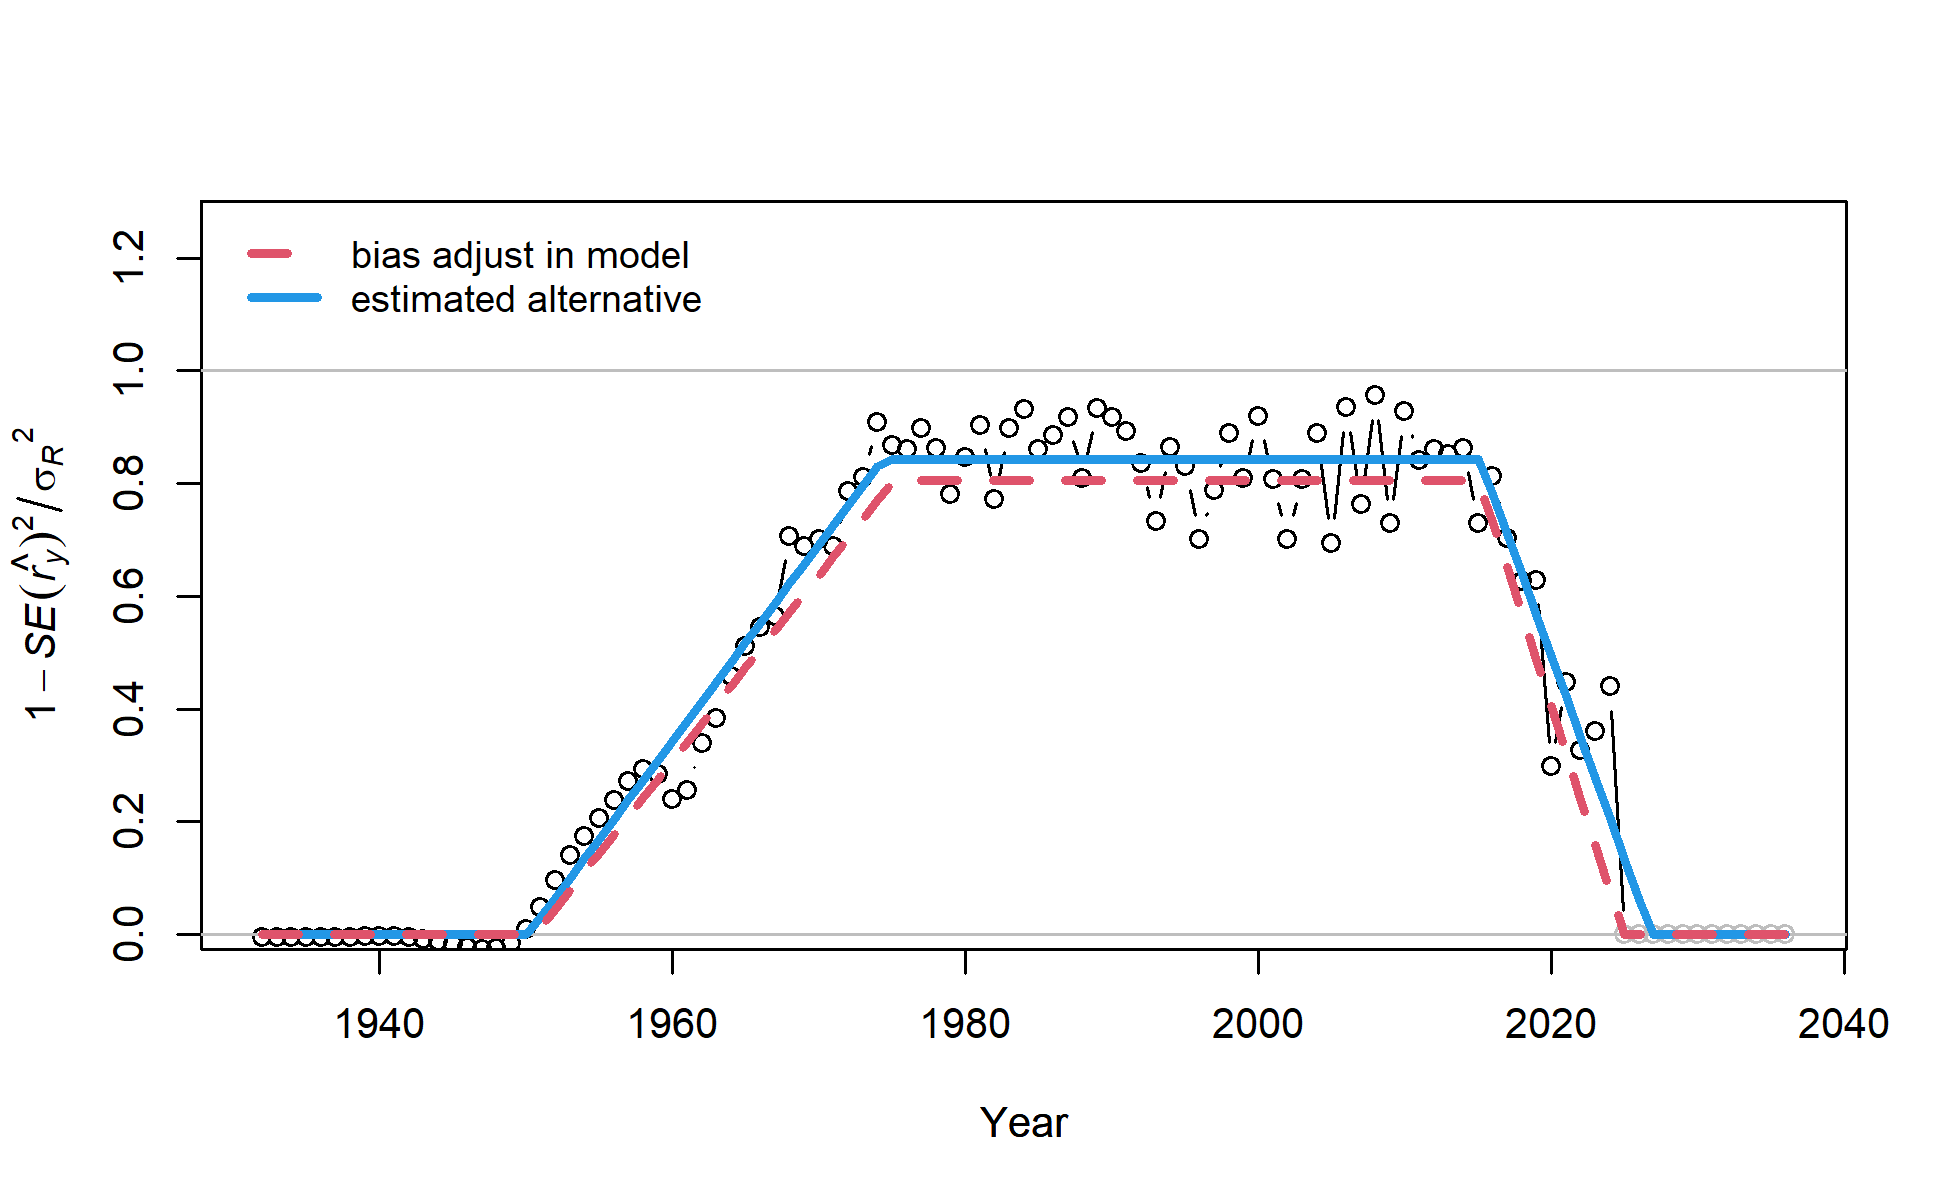 bias adjust in model
estimated alternative
1 − SE(r̂y)² / σR²
0.0 0.2 0.4 0.6 0.8 1.0 1.2
1940 1960 1980 2000 2020 2040
Year